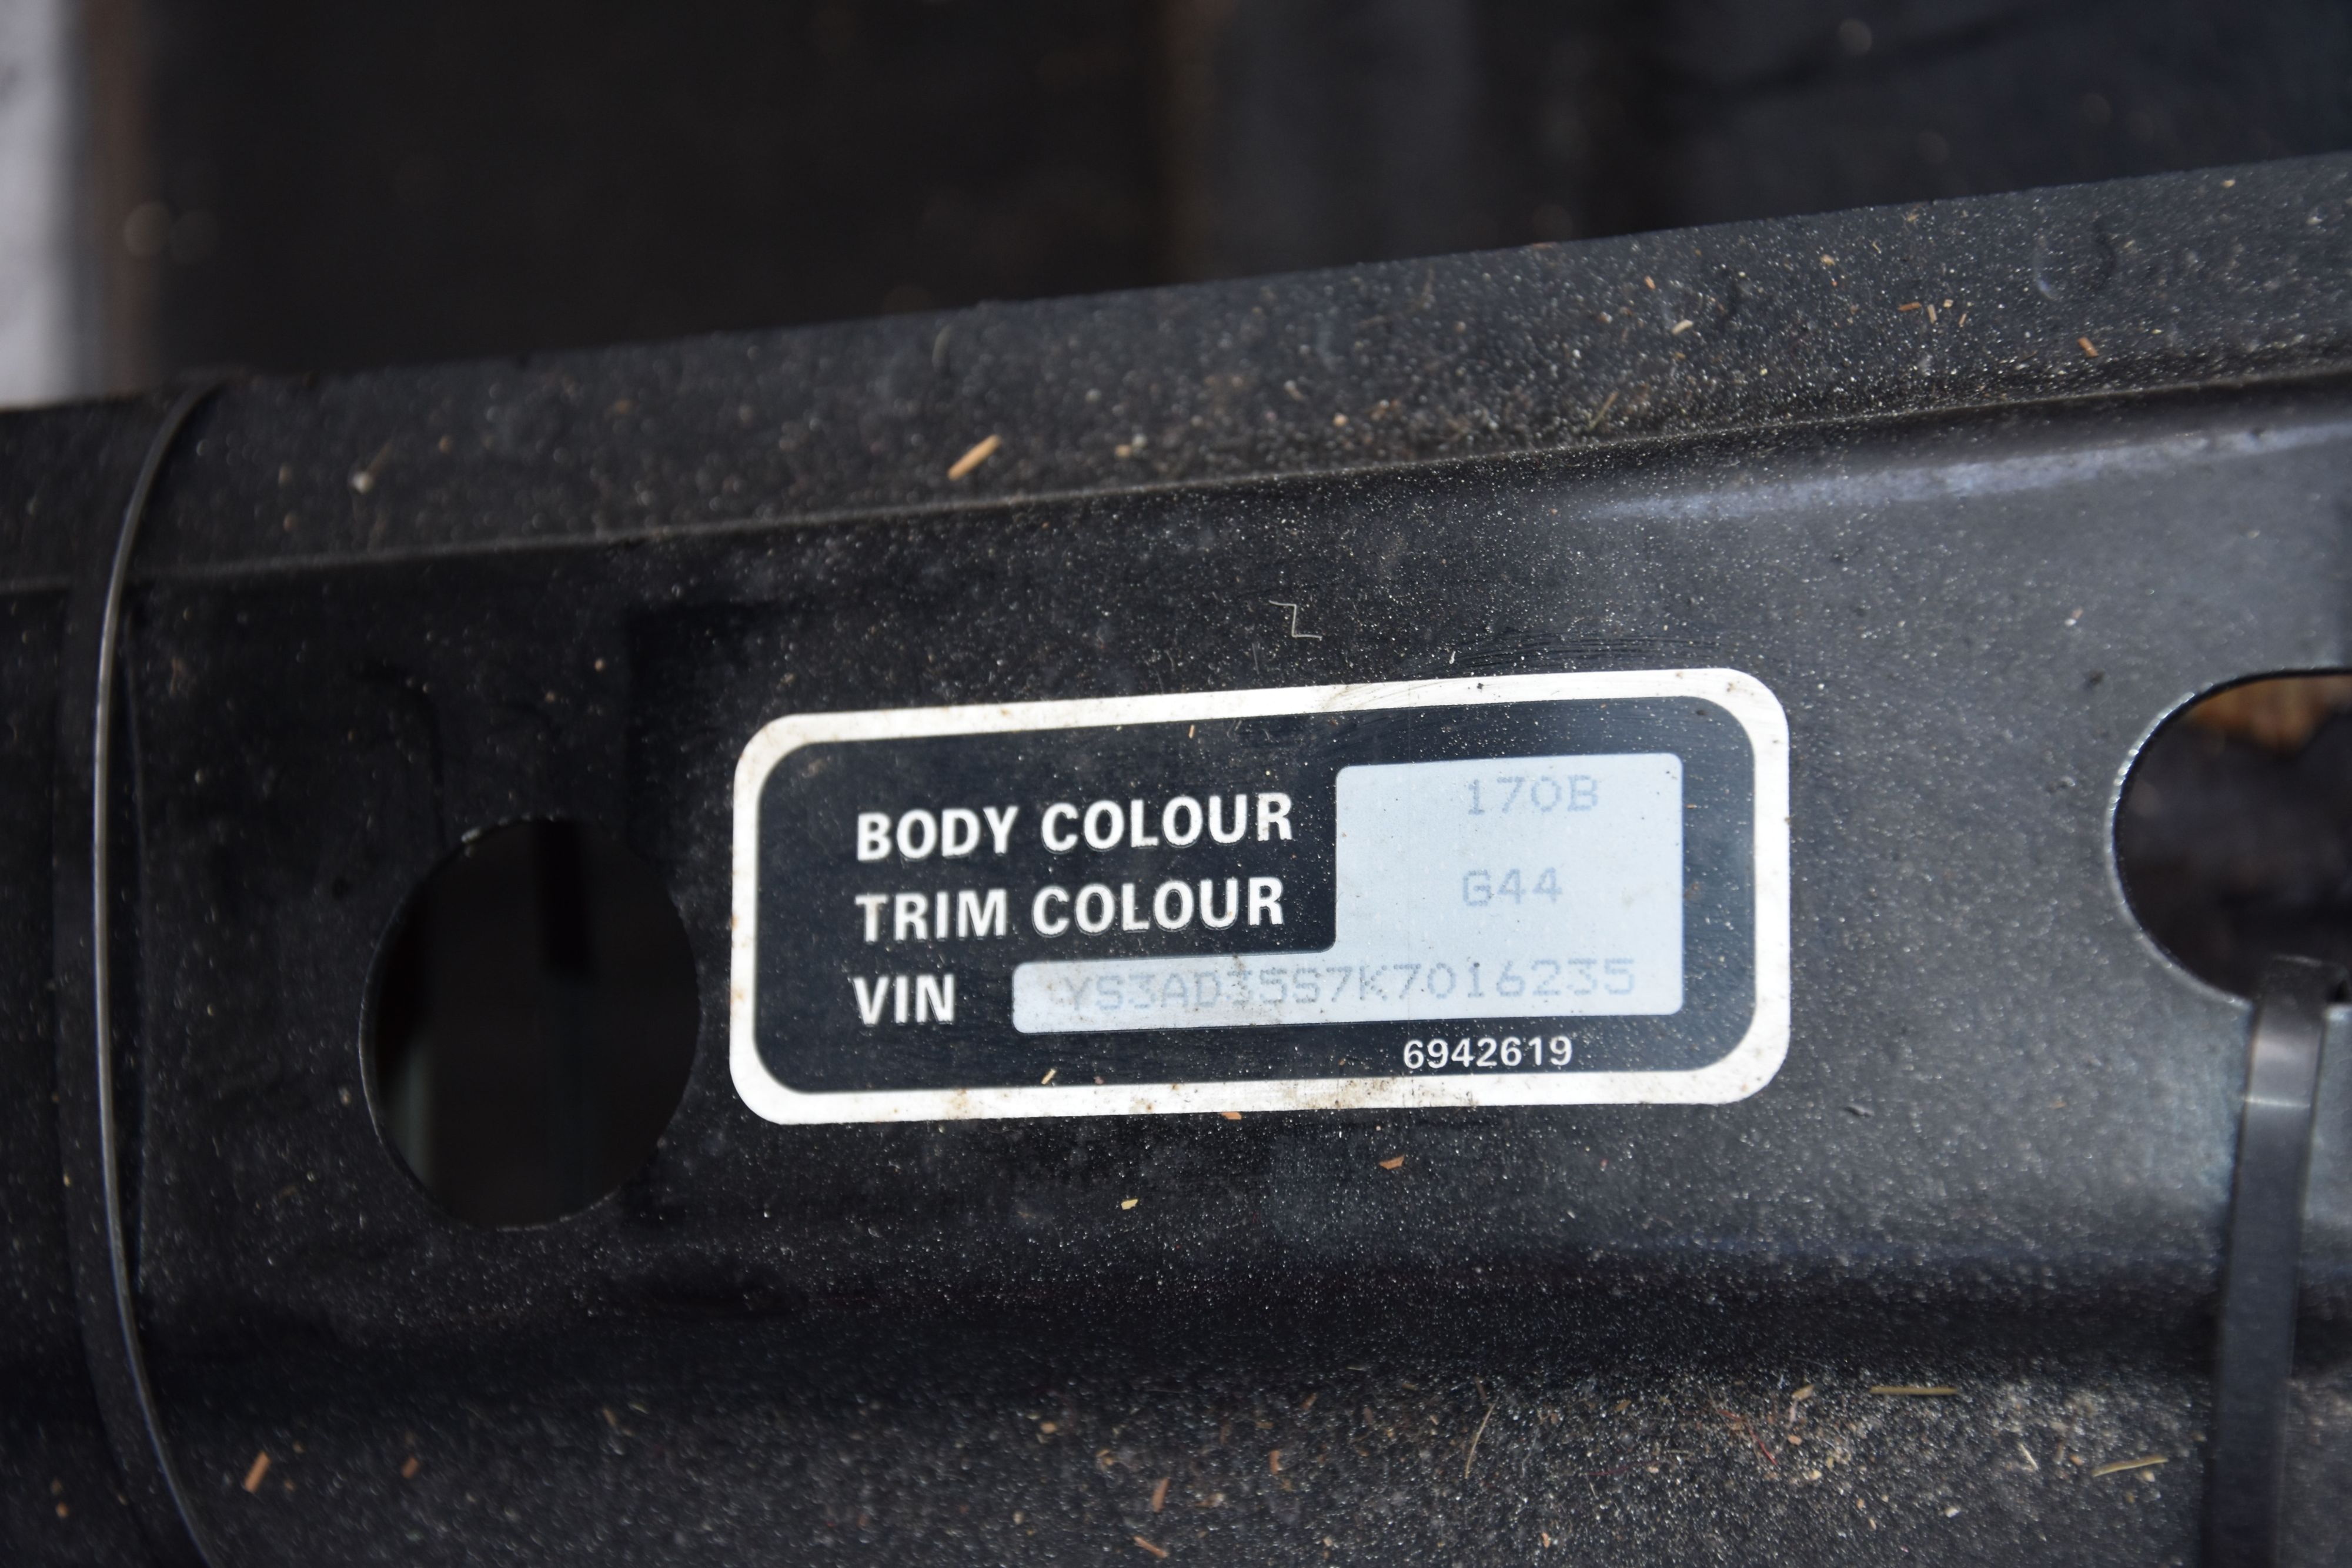 BODY COLOUR 170B
TRIM COLOUR G44
VIN YS3AD35S7K7016235
6942619